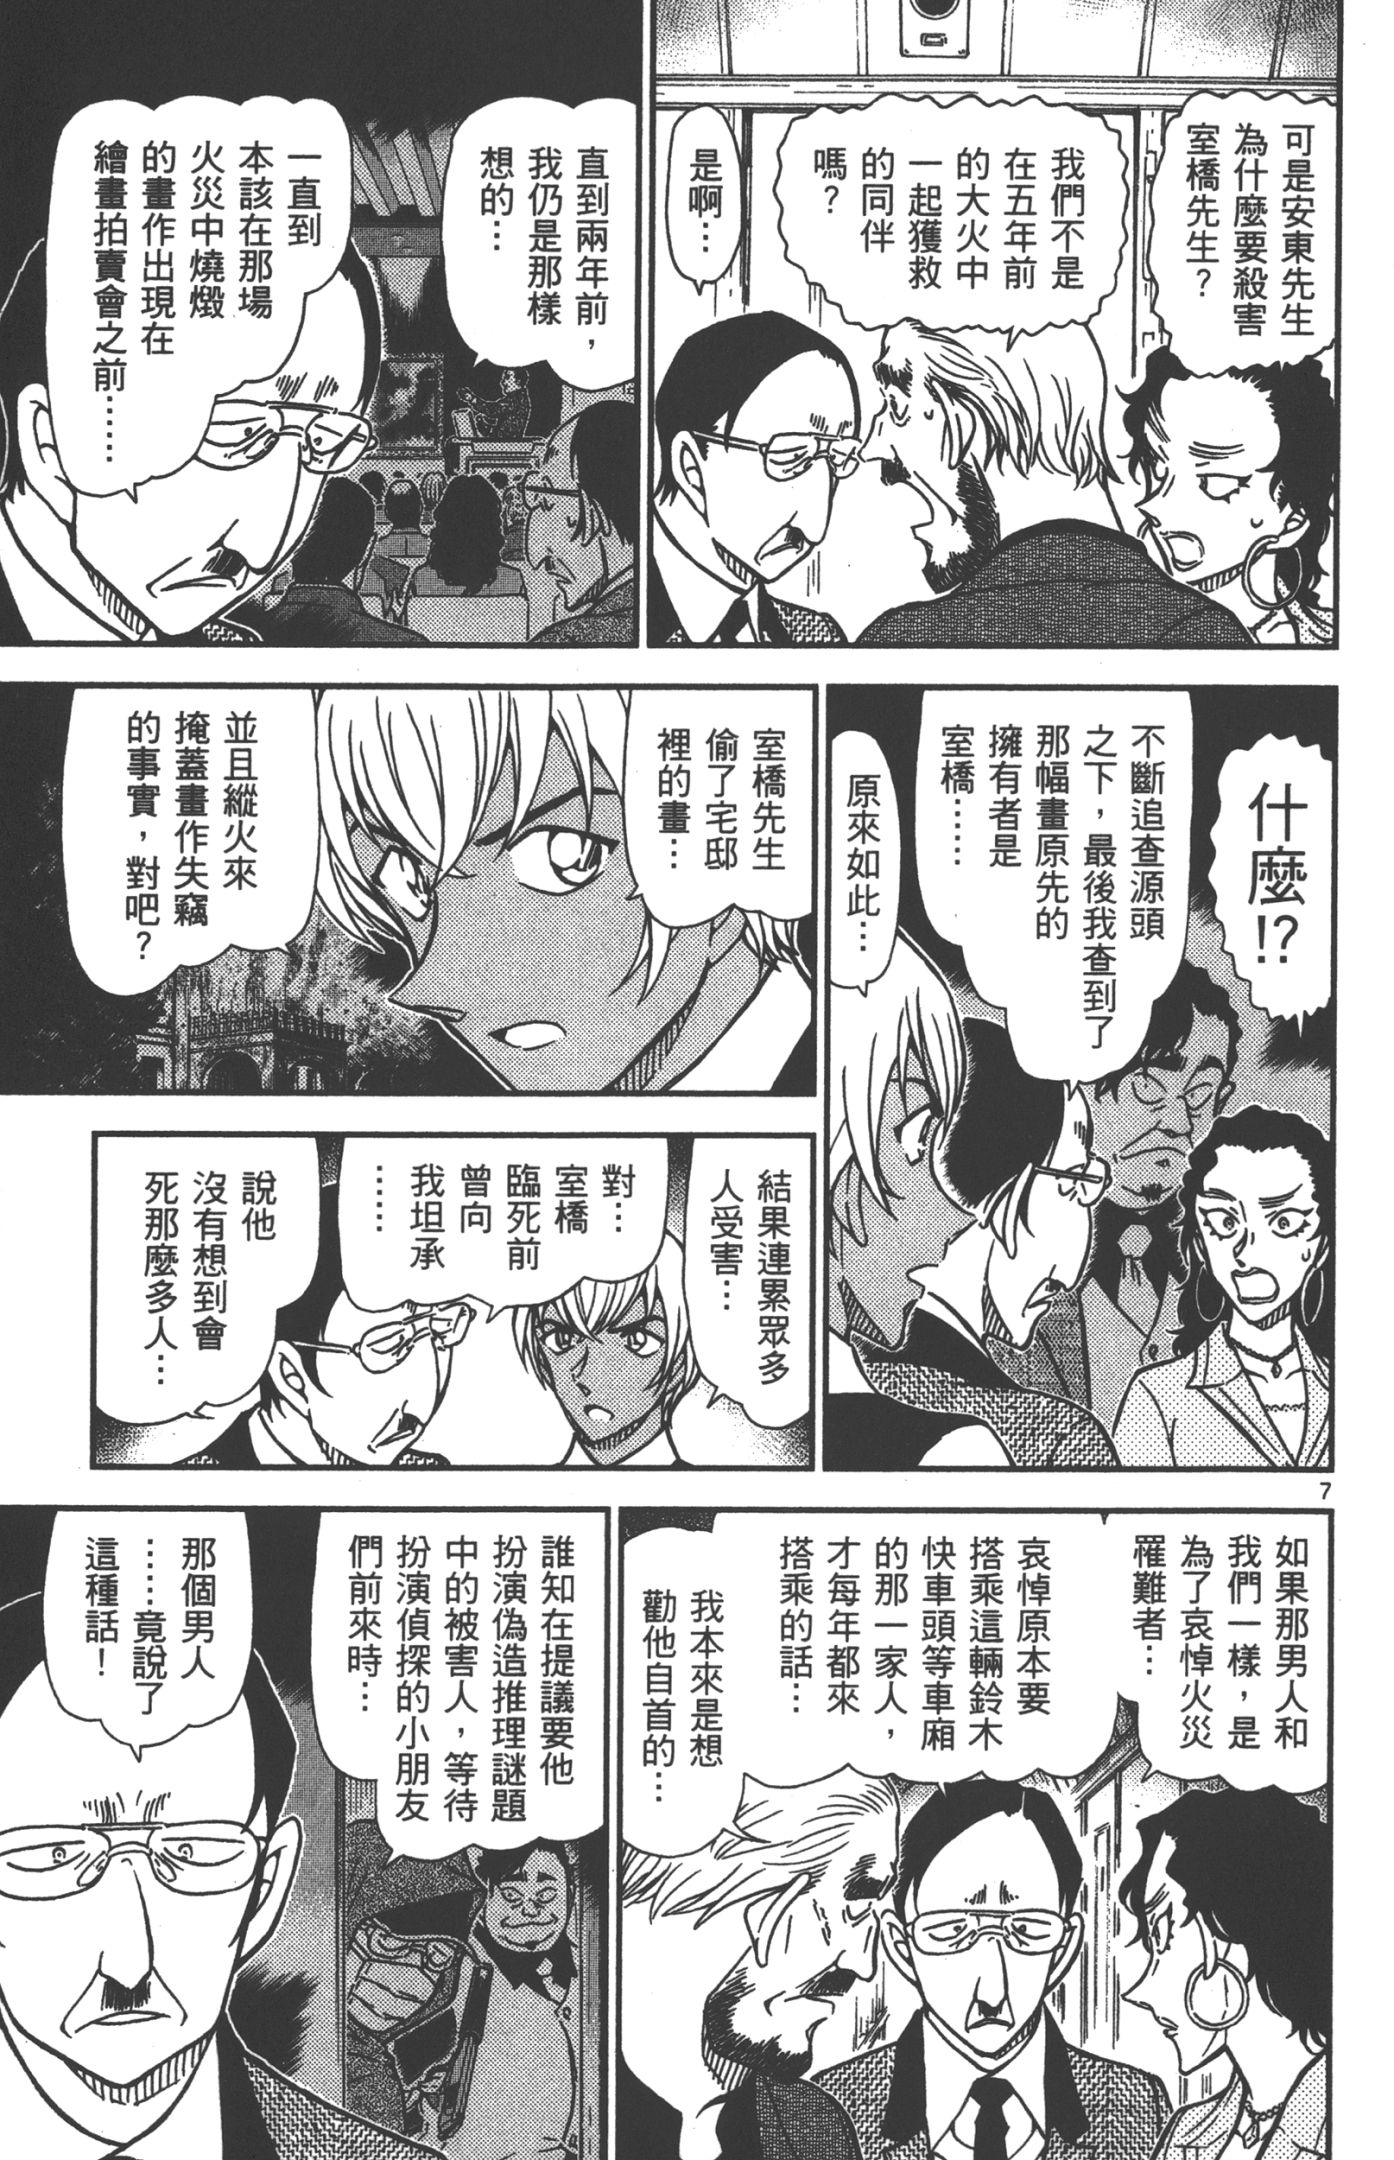 可是安東先生
為什麼要殺害
室橋先生？
我們不是
在五年前
的大火中
一起獲救
的同伴
嗎？
是啊…
直到兩年前，
我仍是那樣
想的…
一直到
本該在那場
火災中燒燬
的畫作出現在
繪畫拍賣會之前……
什麼!?
不斷追查源頭
之下，最後我查到了
那幅畫原先的
擁有者是
室橋……
原來如此…
室橋先生
偷了宅邸
裡的畫…
並且縱火來
掩蓋畫作失竊
的事實，對吧？
結果連累眾多
人受害…
對…
室橋
臨死前
曾向
我坦承
……
說他
沒有想到會
死那麼多人…
7
如果那男人和
我們一樣，是
為了哀悼火災
罹難者…
哀悼原本要
搭乘這輛鈴木
快車頭等車廂
的那一家人，
才每年都來
搭乘的話…
我本來是想
勸他自首的…
誰知在提議要他
扮演偽造推理謎題
中的被害人，等待
扮演偵探的小朋友
們前來時…
那個男人
……竟說了
這種話！